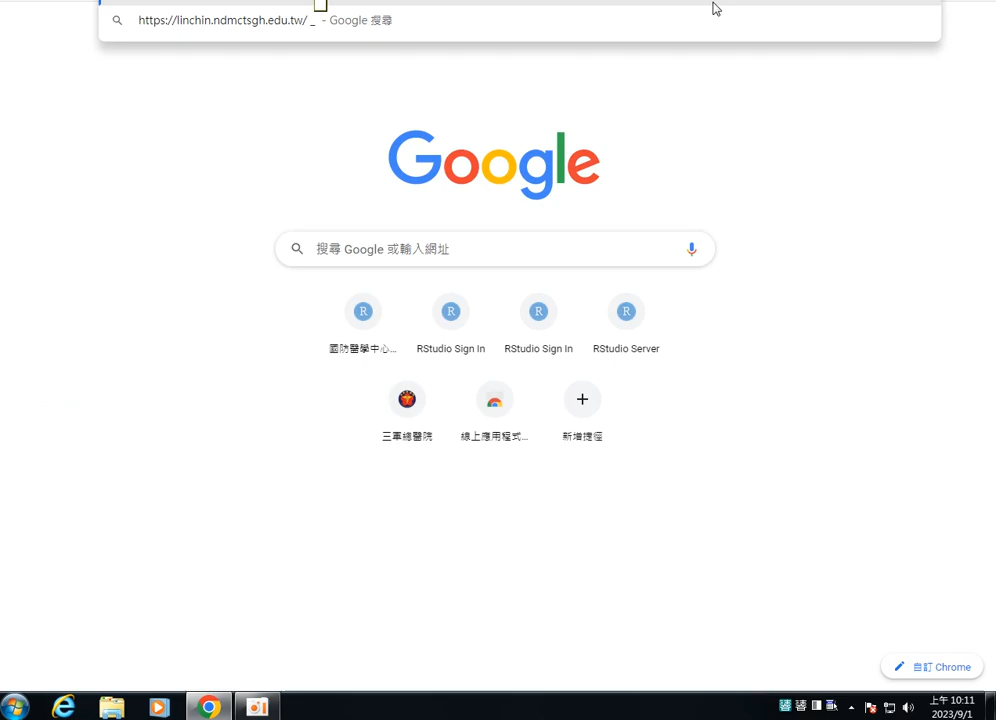 https://linchin.ndmctsgh.edu.tw/ _ - Google 搜尋
Google
搜尋 Google 或輸入網址
R R R R
國防醫學中心... RStudio Sign In RStudio Sign In RStudio Server
三軍總醫院 線上應用程式... 新增捷徑
自訂 Chrome
上午 10:11
2023/9/1